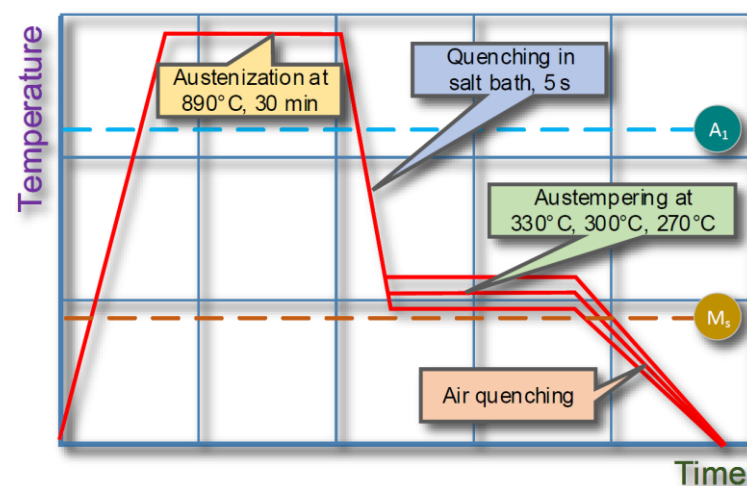 Temperature
Austenization at
890°C, 30 min
Quenching in
salt bath, 5 s
A₁
Austempering at
330°C, 300°C, 270°C
Mₛ
Air quenching
Time